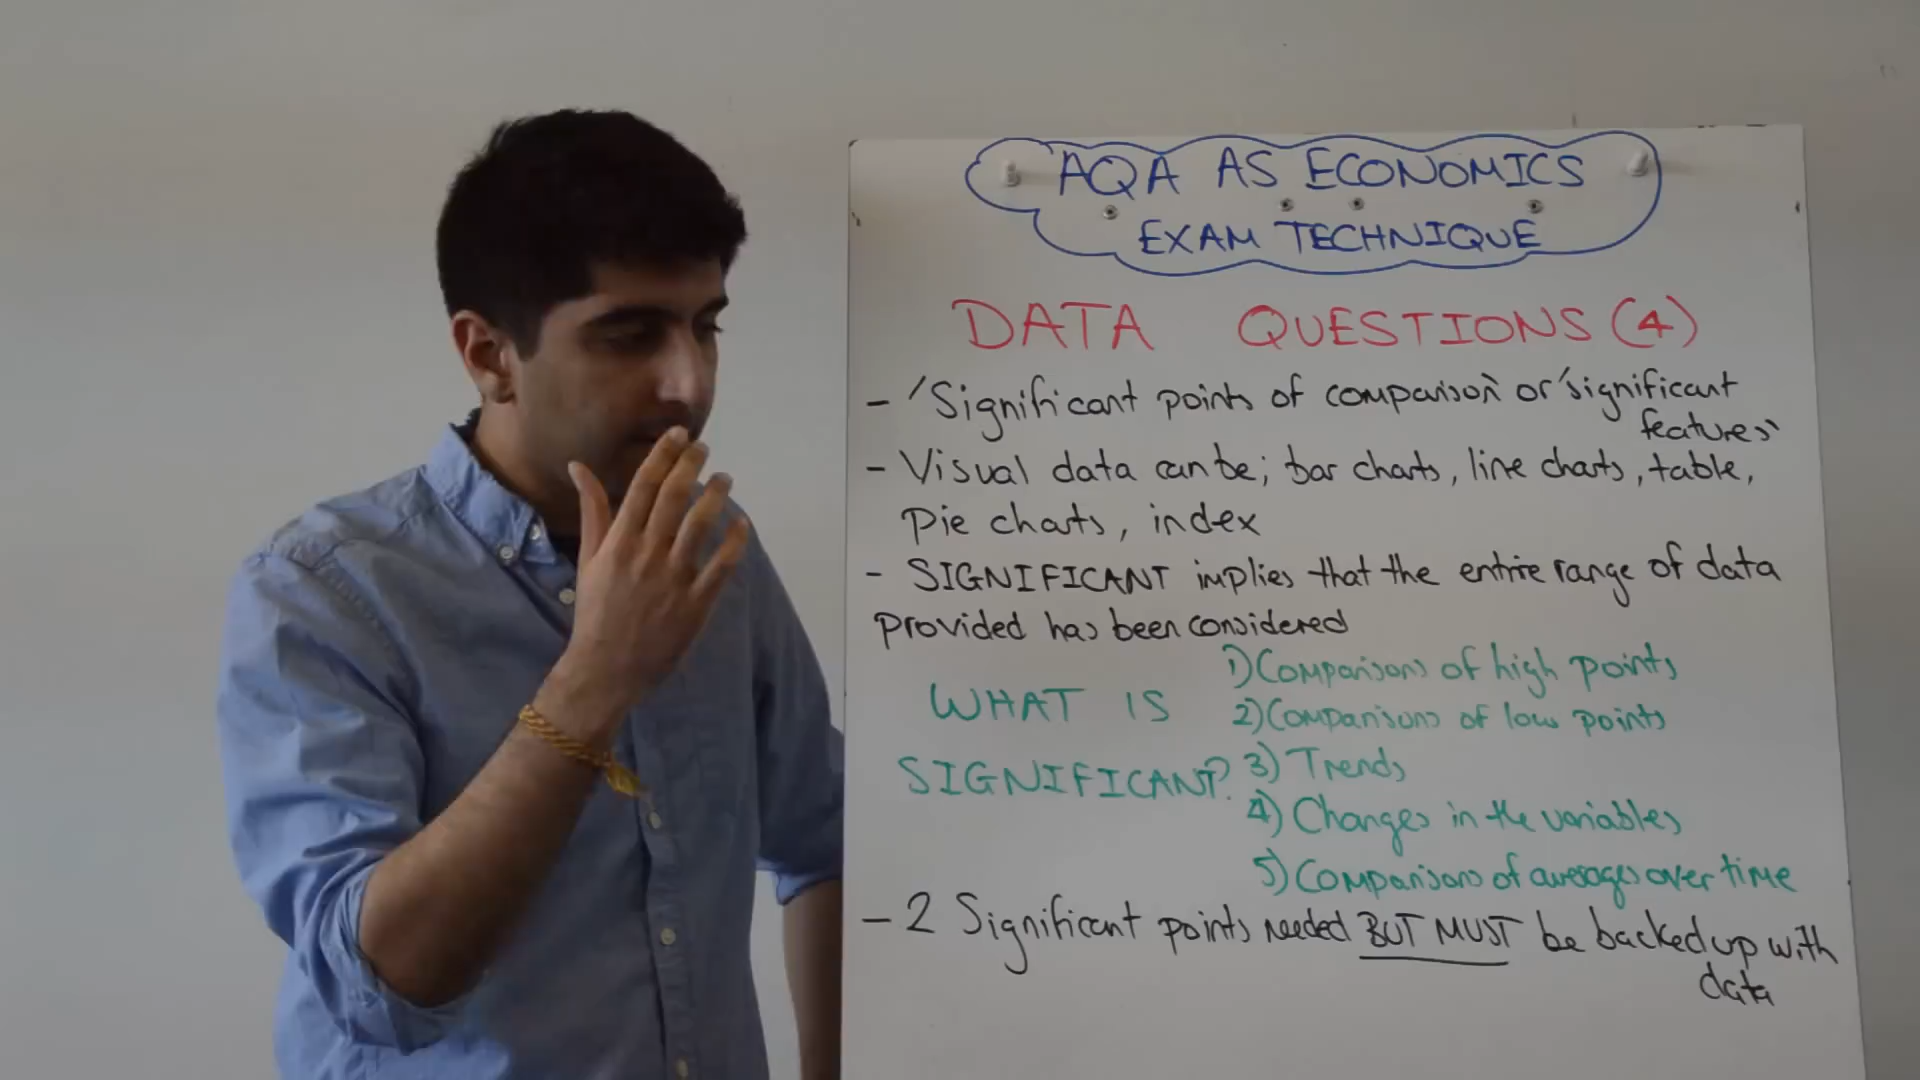 AQA AS ECONOMICS
EXAM TECHNIQUE
DATA QUESTIONS (4)
- 'Significant points of comparison' or 'significant
features'
- Visual data can be; bar charts, line charts, table,
Pie charts, index
- SIGNIFICANT implies that the entire range of data
provided has been considered
WHAT IS
SIGNIFICANT?
1) Comparisons of high points
2) Comparisons of low points
3) Trends
4) Changes in the variables
5) Comparisons of averages over time
- 2 Significant points needed BUT MUST be backed up with
data